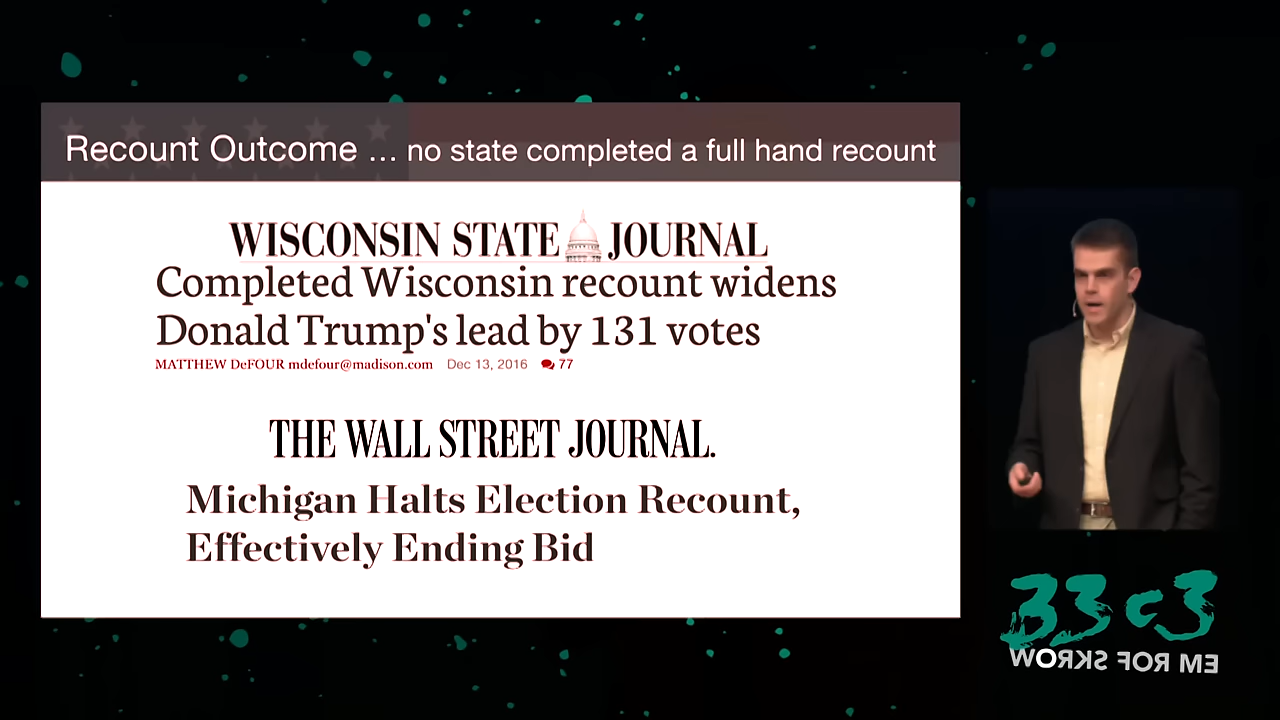 Recount Outcome ... no state completed a full hand recount
WISCONSIN STATE JOURNAL
Completed Wisconsin recount widens
Donald Trump's lead by 131 votes
MATTHEW DeFOUR mdefour@madison.com Dec 13, 2016 77
THE WALL STREET JOURNAL.
Michigan Halts Election Recount,
Effectively Ending Bid
33c3
WORKS FOR ME